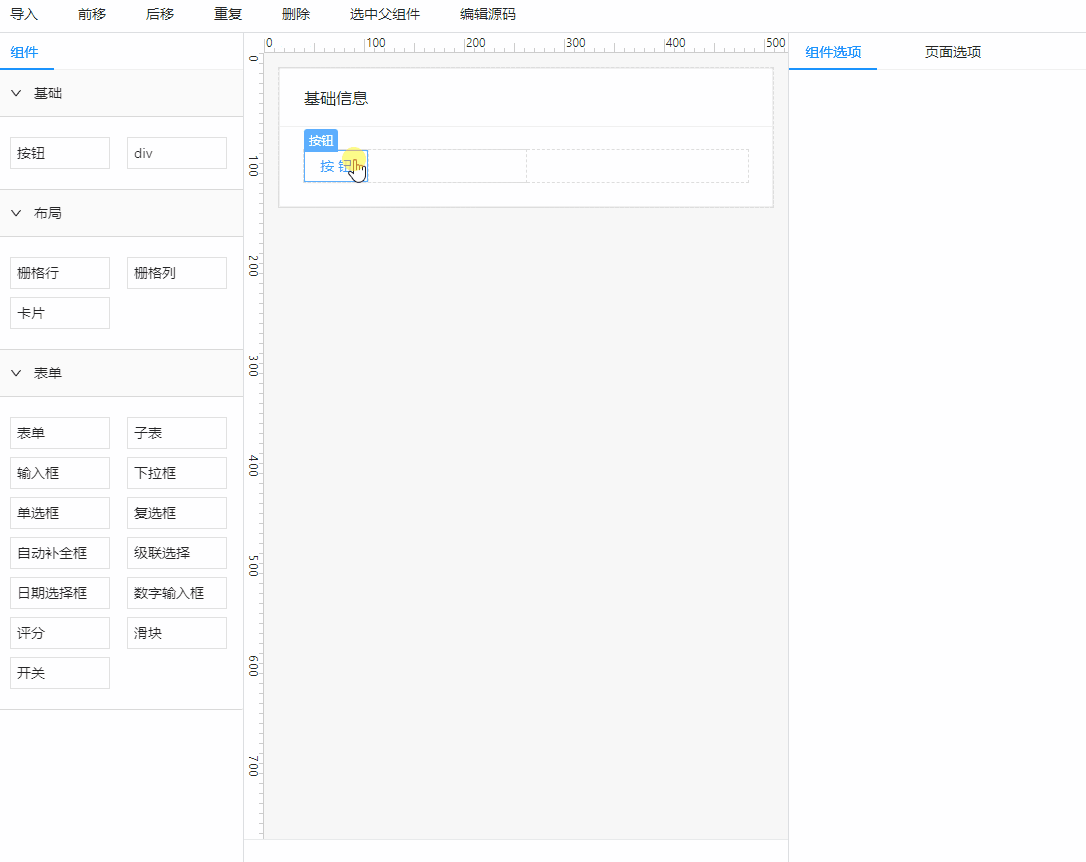 导入 前移 后移 重复 删除 选中父组件 编辑源码
组件
基础
按钮 div
布局
栅格行 栅格列
卡片
表单
表单 子表
输入框 下拉框
单选框 复选框
自动补全框 级联选择
日期选择框 数字输入框
评分 滑块
开关
0 100 200 300 400 500
0
100
200
300
400
500
600
700
基础信息
按钮
按 钮
组件选项 页面选项